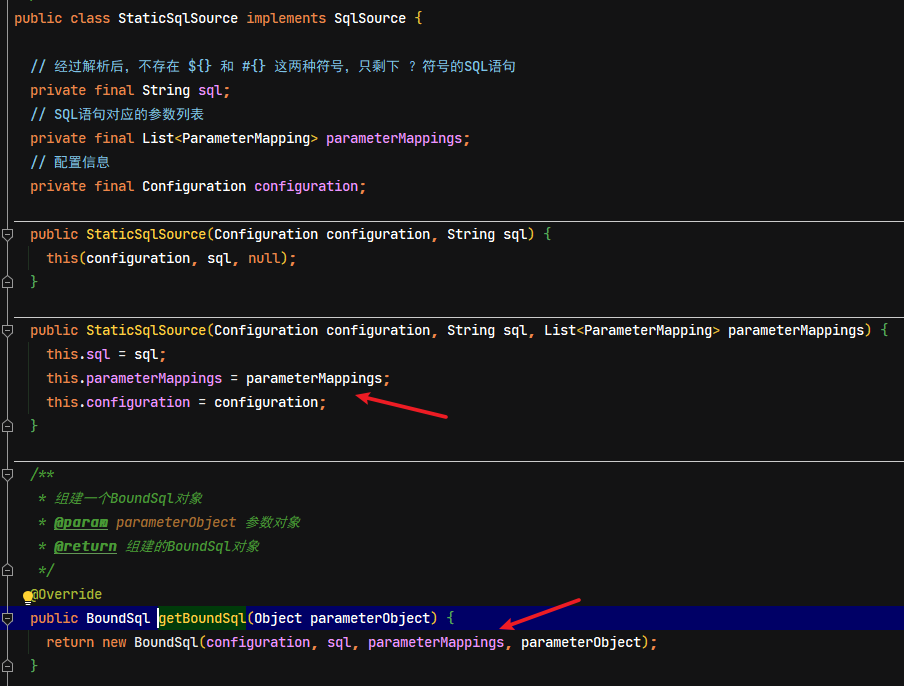 public class StaticSqlSource implements SqlSource {
// 经过解析后，不存在 ${} 和 #{} 这两种符号，只剩下 ？符号的SQL语句
private final String sql;
// SQL语句对应的参数列表
private final List<ParameterMapping> parameterMappings;
// 配置信息
private final Configuration configuration;
public StaticSqlSource(Configuration configuration, String sql) {
this(configuration, sql, null);
}
public StaticSqlSource(Configuration configuration, String sql, List<ParameterMapping> parameterMappings) {
this.sql = sql;
this.parameterMappings = parameterMappings;
this.configuration = configuration;
}
/**
* 组建一个BoundSql对象
* @param parameterObject 参数对象
* @return 组建的BoundSql对象
*/
@Override
public BoundSql getBoundSql(Object parameterObject) {
return new BoundSql(configuration, sql, parameterMappings, parameterObject);
}